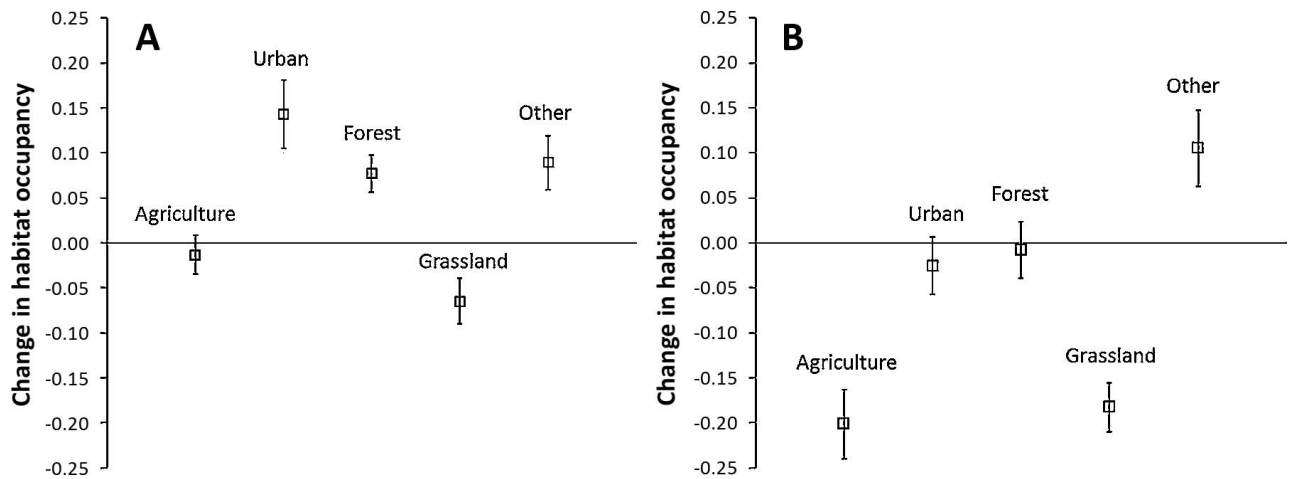 A
Change in habitat occupancy
0.25
0.20
0.15
0.10
0.05
0.00
-0.05
-0.10
-0.15
-0.20
-0.25
Urban
Other
Forest
Agriculture
Grassland
B
Change in habitat occupancy
0.25
0.20
0.15
0.10
0.05
0.00
-0.05
-0.10
-0.15
-0.20
-0.25
Other
Forest
Urban
Grassland
Agriculture